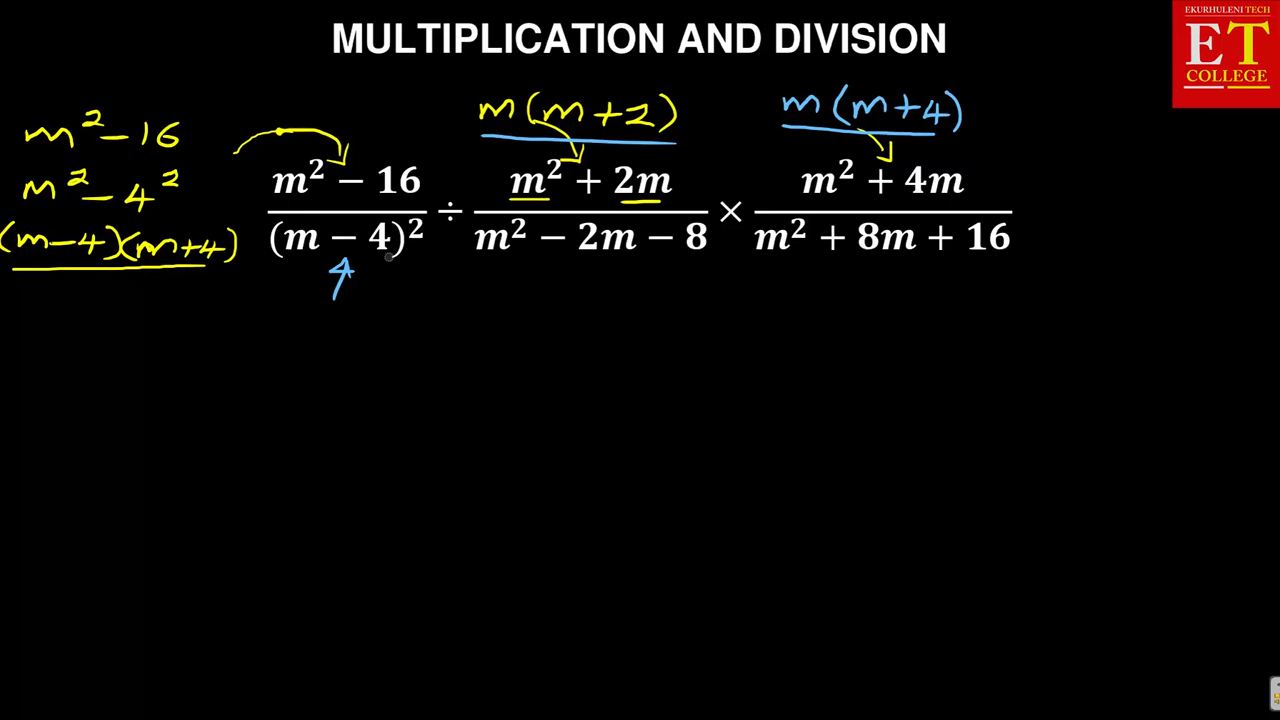 MULTIPLICATION AND DIVISION
EKURHULENI TECH
ET
COLLEGE
m² − 16
m² − 4²
(m − 4)(m + 4)
m(m + 2)
m(m + 4)
m² − 16 ÷ m² + 2m × m² + 4m
(m − 4)² m² − 2m − 8 m² + 8m + 16